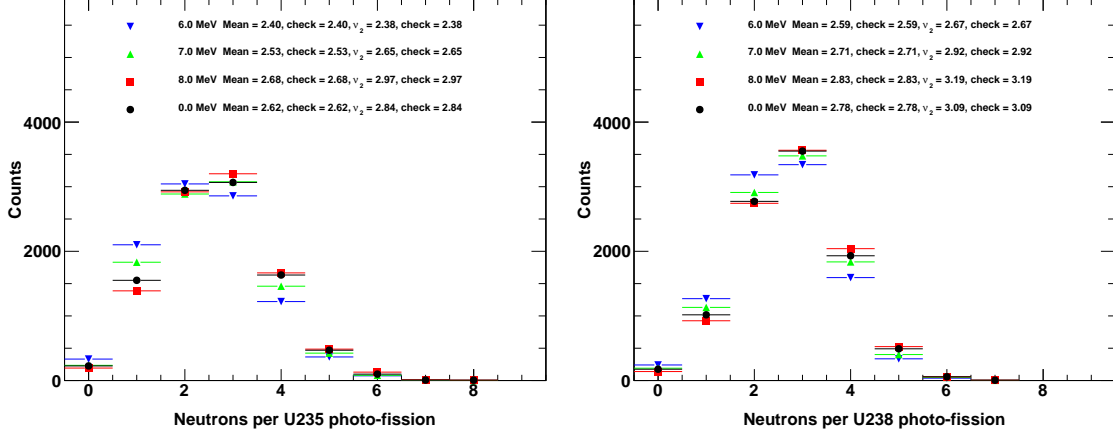 6.0 MeV Mean = 2.40, check = 2.40, ν₂ = 2.38, check = 2.38
7.0 MeV Mean = 2.53, check = 2.53, ν₂ = 2.65, check = 2.65
8.0 MeV Mean = 2.68, check = 2.68, ν₂ = 2.97, check = 2.97
0.0 MeV Mean = 2.62, check = 2.62, ν₂ = 2.84, check = 2.84
Counts
4000
2000
0
0 2 4 6 8
Neutrons per U235 photo-fission
6.0 MeV Mean = 2.59, check = 2.59, ν₂ = 2.67, check = 2.67
7.0 MeV Mean = 2.71, check = 2.71, ν₂ = 2.92, check = 2.92
8.0 MeV Mean = 2.83, check = 2.83, ν₂ = 3.19, check = 3.19
0.0 MeV Mean = 2.78, check = 2.78, ν₂ = 3.09, check = 3.09
Counts
4000
2000
0
0 2 4 6 8
Neutrons per U238 photo-fission